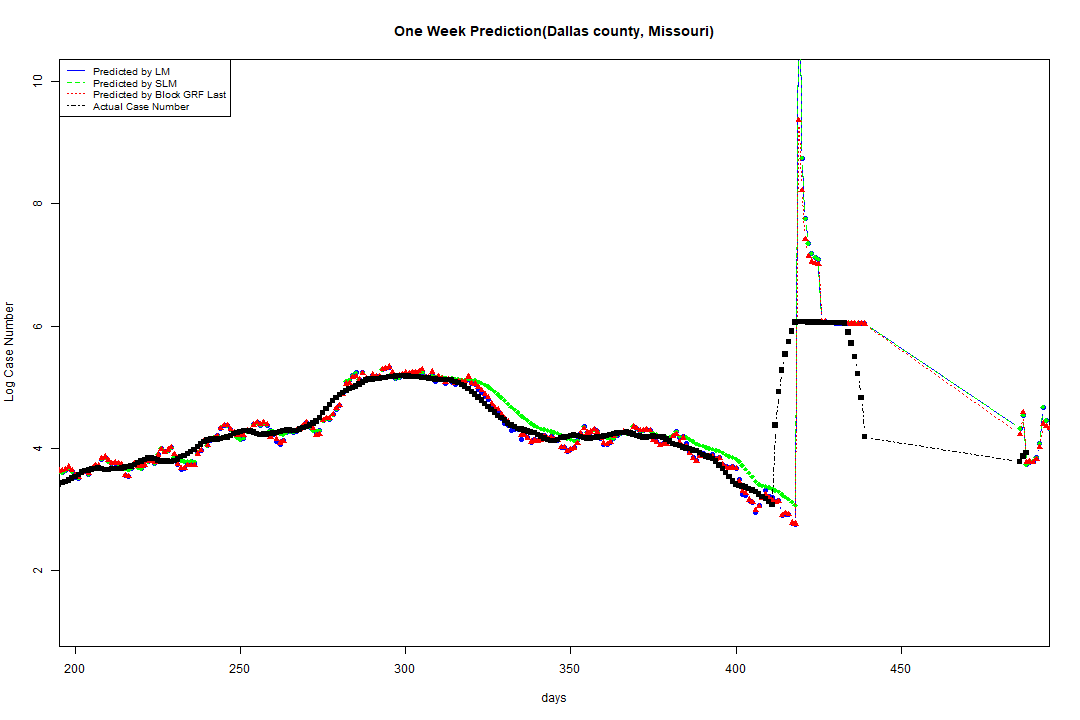 One Week Prediction(Dallas county, Missouri)
Predicted by LM
Predicted by SLM
Predicted by Block GRF Last
Actual Case Number
10
8
6
4
2
Log Case Number
200 250 300 350 400 450
days